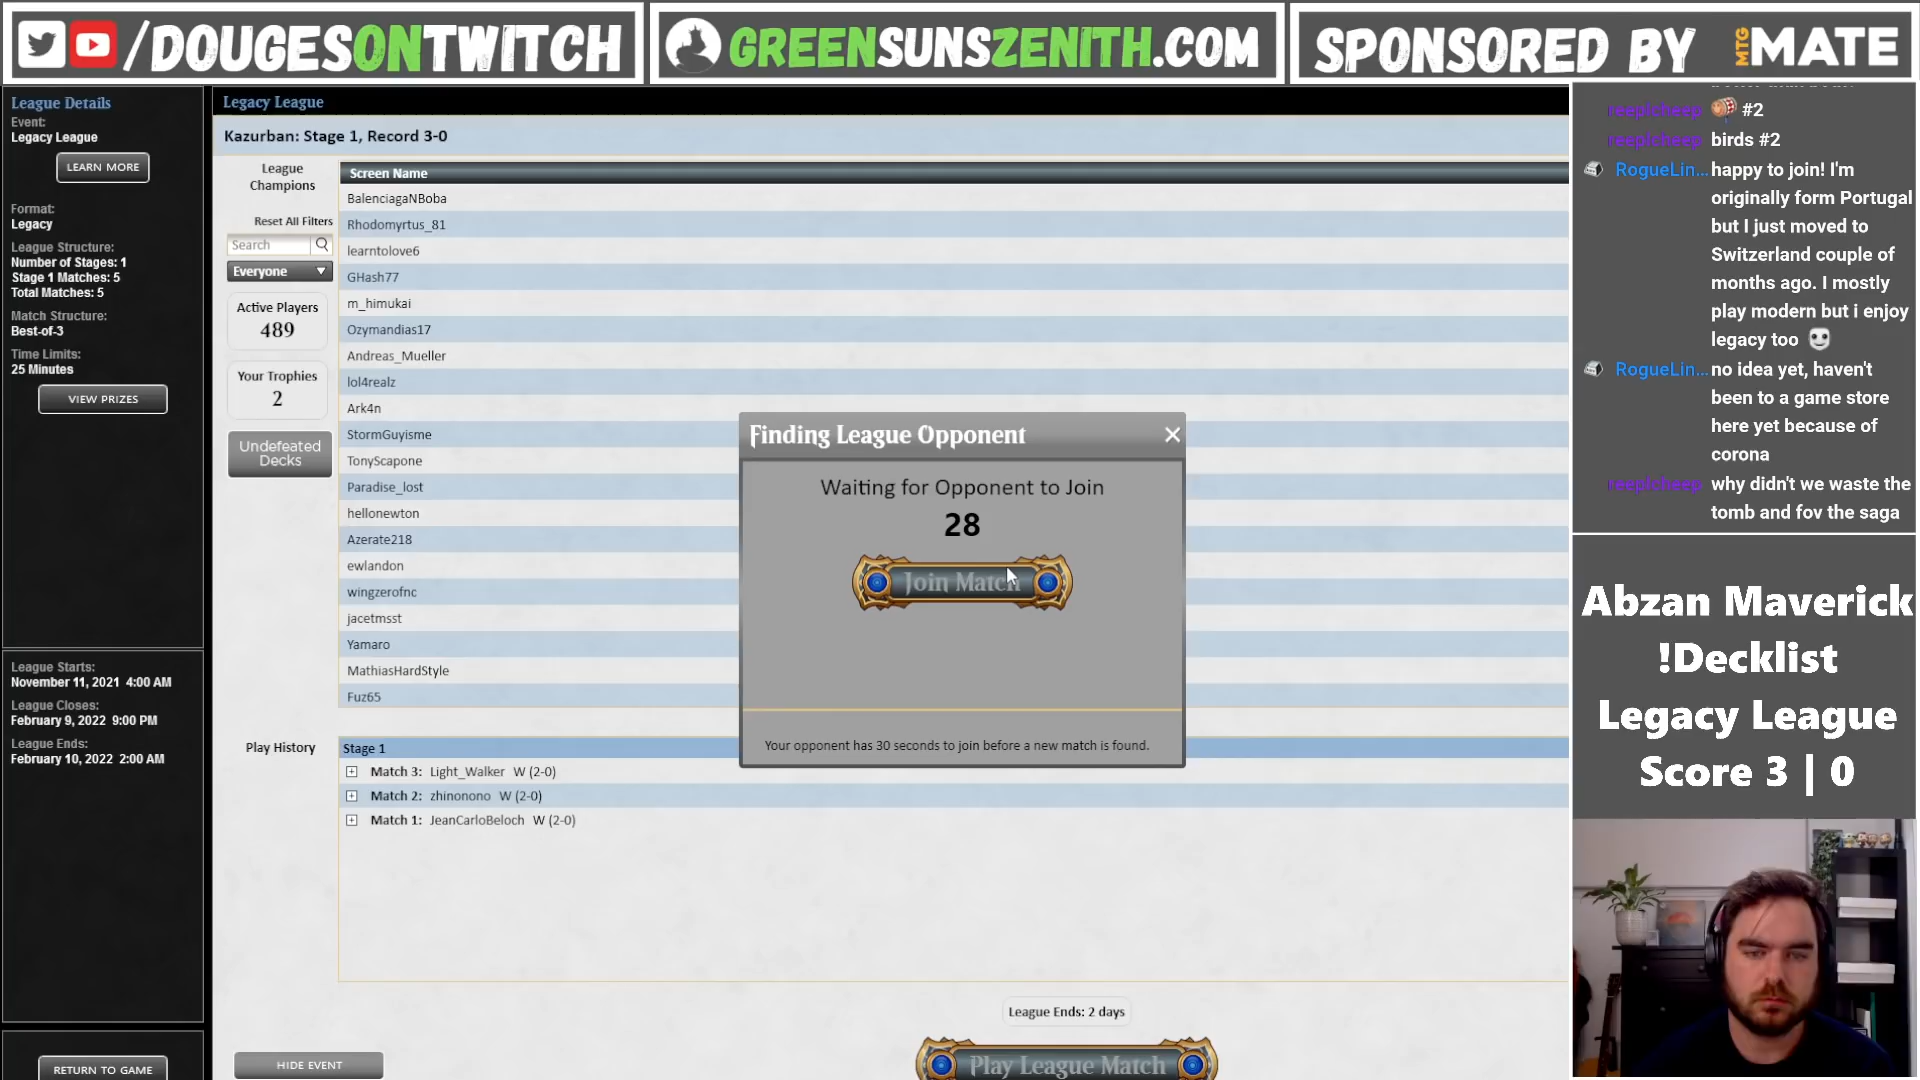 /DOUGESONTWITCH
GREENSUNSZENITH.COM
SPONSORED BY MTG MATE
League Details
Event:
Legacy League
LEARN MORE
Format:
Legacy
League Structure:
Number of Stages: 1
Stage 1 Matches: 5
Total Matches: 5
Match Structure:
Best-of-3
Time Limits:
25 Minutes
VIEW PRIZES
League Starts:
November 11, 2021 4:00 AM
League Closes:
February 9, 2022 9:00 PM
League Ends:
February 10, 2022 2:00 AM
RETURN TO GAME
Legacy League
Kazurban: Stage 1, Record 3-0
League
Champions
Reset All Filters
Search
Everyone
Active Players
489
Your Trophies
2
Undefeated
Decks
Screen Name
BalenciagaNBoba
Rhodomyrtus_81
learntolove6
GHash77
m_himukai
Ozymandias17
Andreas_Mueller
lol4realz
Ark4n
StormGuyisme
TonyScapone
Paradise_lost
hellonewton
Azerate218
ewlandon
wingzerofnc
jacetmsst
Yamaro
MathiasHardStyle
Fuz65
Finding League Opponent
Waiting for Opponent to Join
28
Join Match
Your opponent has 30 seconds to join before a new match is found.
Play History
Stage 1
Match 3: Light_Walker W (2-0)
Match 2: zhinonono W (2-0)
Match 1: JeanCarloBeloch W (2-0)
League Ends: 2 days
HIDE EVENT
Play League Match
reeplcheep #2
reeplcheep birds #2
RogueLin... happy to join! I'm
originally form Portugal
but I just moved to
Switzerland couple of
months ago. I mostly
play modern but i enjoy
legacy too
RogueLin... no idea yet, haven't
been to a game store
here yet because of
corona
reeplcheep why didn't we waste the
tomb and fov the saga
Abzan Maverick
!Decklist
Legacy League
Score 3 | 0